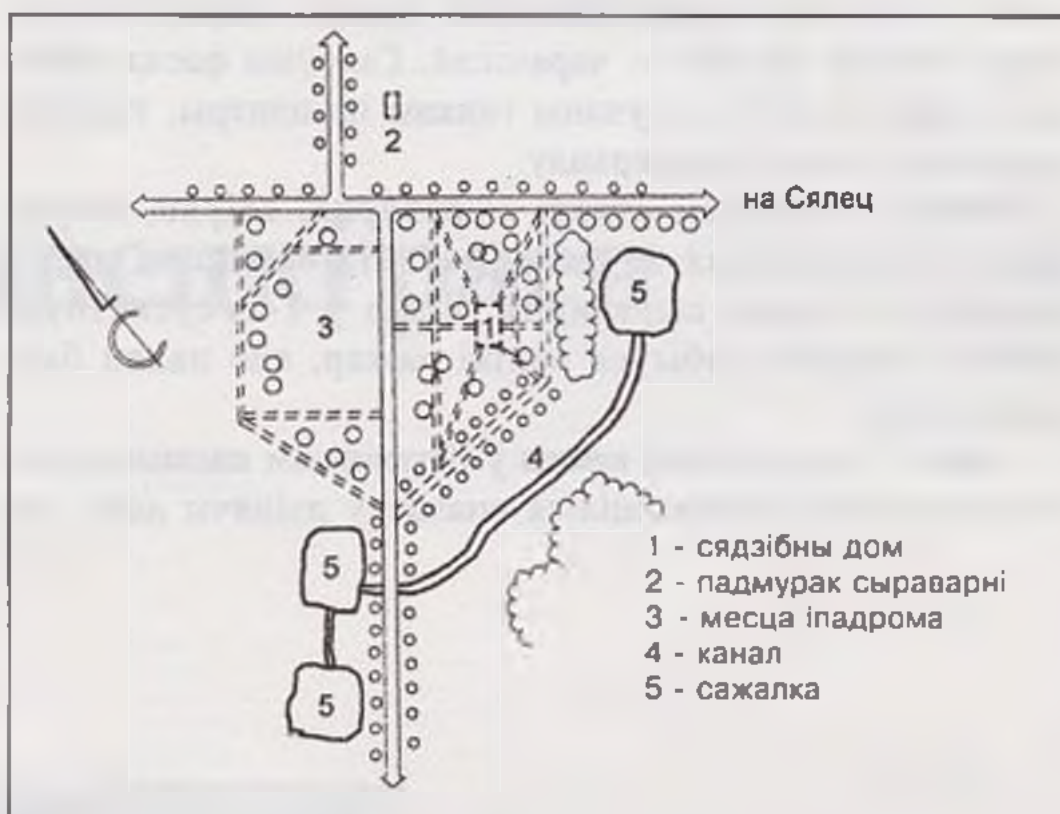 2
на Сялец
5
3
1
4
5
5
1 - сядзібны дом
2 - падмурак сыраварні
3 - месца іпадрома
4 - канал
5 - сажалка